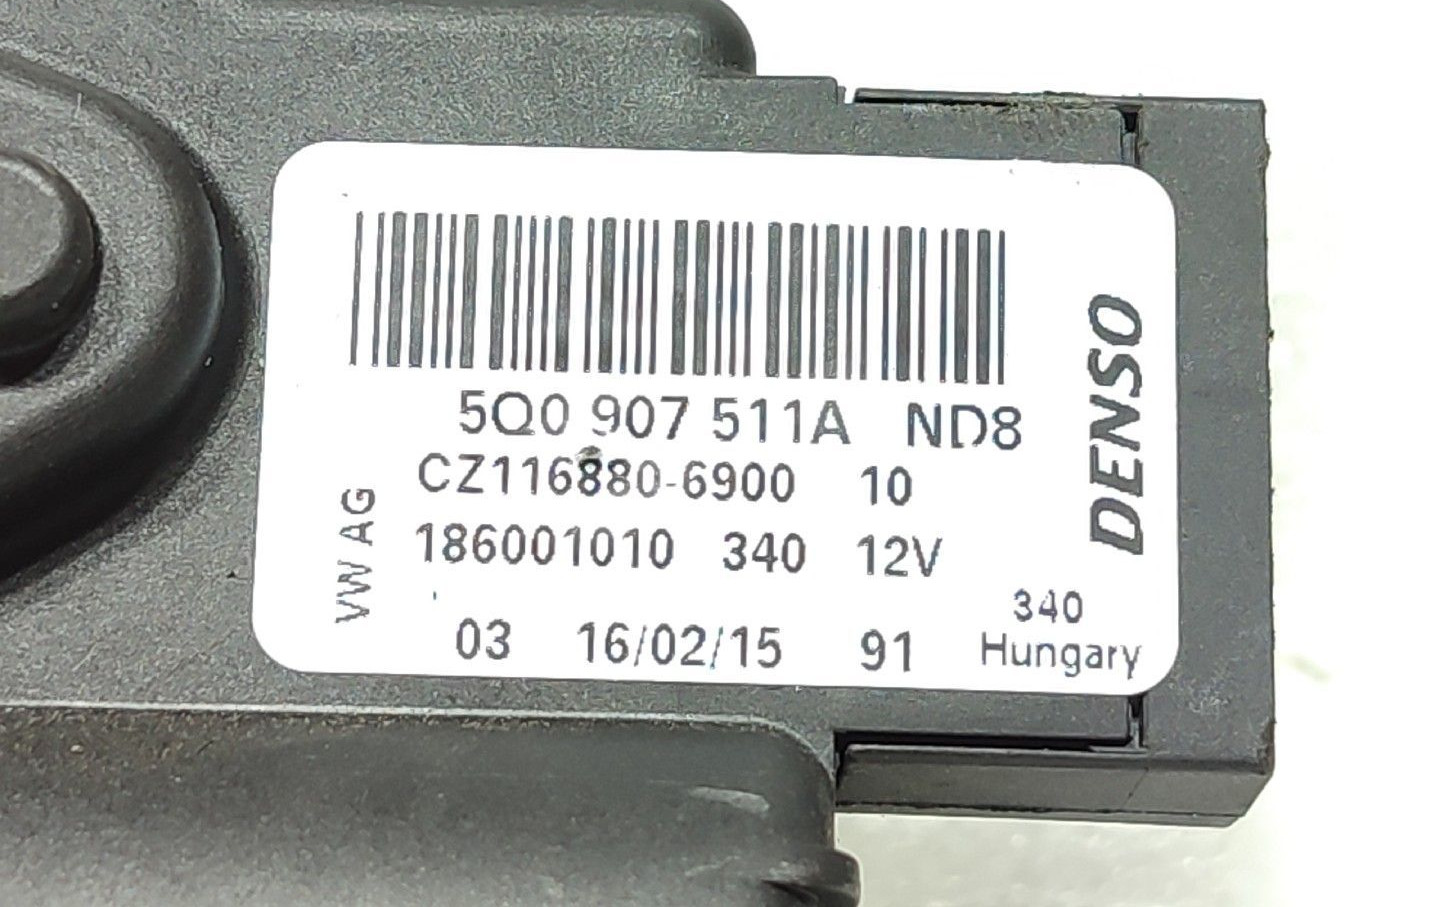 5Q0 907 511A ND8
CZ116880-6900 10
186001010 340 12V
03 16/02/15 91
340
Hungary
VW AG
DENSO